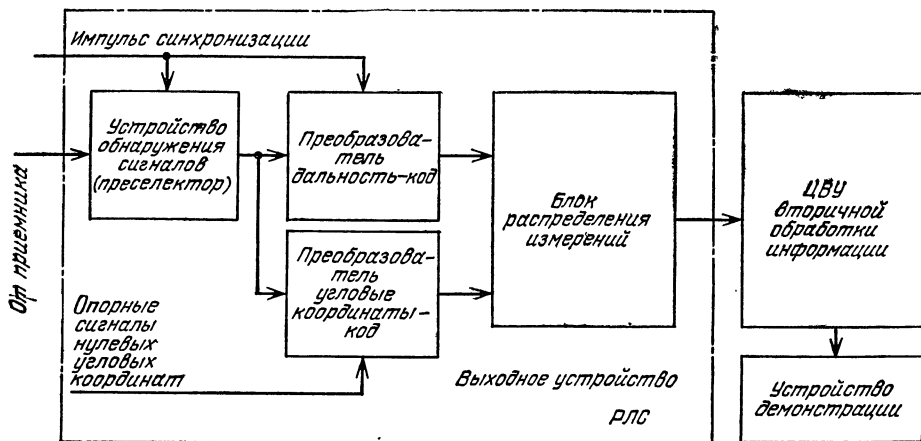 Импульс синхронизации
Устройство
обнаружения
сигналов
(преселектор)
Преобразова-
тель
дальность-код
Преобразова-
тель
угловые
координаты-
код
Блок
распределения
измерений
ЦВУ
вторичной
обработки
информации
От приемника
Опорные
сигналы
нулевых
угловых
координат
Выходное устройство
РЛС
Устройство
демонстрации